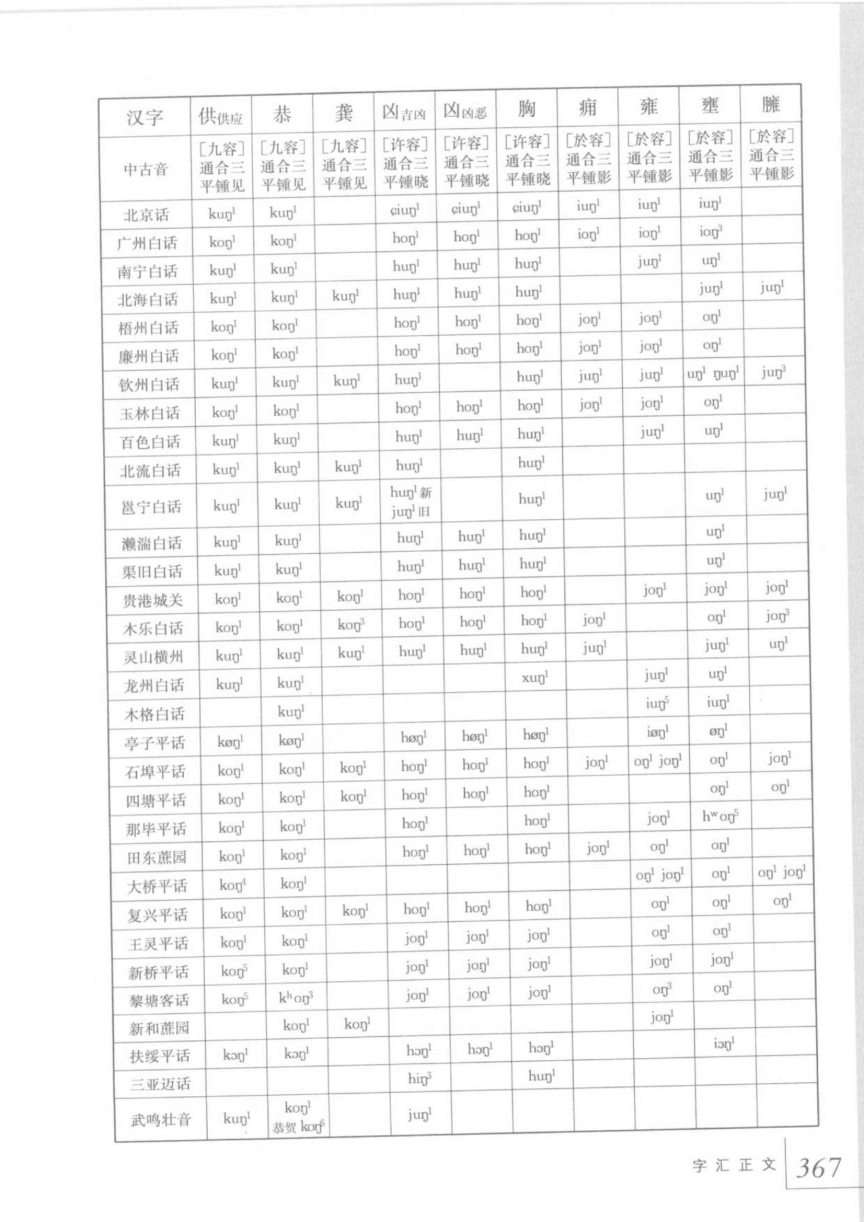 汉字 供供应 恭 龚 凶吉凶 凶凶恶 胸 痈 雍 壅 臃
中古音 [九容]通合三平锺见 [九容]通合三平锺见 [九容]通合三平锺见 [许容]通合三平锺晓 [许容]通合三平锺晓 [许容]通合三平锺晓 [於容]通合三平锺影 [於容]通合三平锺影 [於容]通合三平锺影 [於容]通合三平锺影
北京话 kuŋ¹ kuŋ¹ ɕiuŋ¹ ɕiuŋ¹ ɕiuŋ¹ iuŋ¹ iuŋ¹ iuŋ¹
广州白话 koŋ¹ koŋ¹ hoŋ¹ hoŋ¹ hoŋ¹ ioŋ¹ ioŋ¹ ioŋ³
南宁白话 kuŋ¹ kuŋ¹ huŋ¹ huŋ¹ huŋ¹ juŋ¹ uŋ¹
北海白话 kuŋ¹ kuŋ¹ kuŋ¹ huŋ¹ huŋ¹ huŋ¹ juŋ¹ juŋ¹
梧州白话 koŋ¹ koŋ¹ hoŋ¹ hoŋ¹ hoŋ¹ joŋ¹ joŋ¹ oŋ¹
廉州白话 koŋ¹ koŋ¹ hoŋ¹ hoŋ¹ hoŋ¹ joŋ¹ joŋ¹ oŋ¹
钦州白话 kuŋ¹ kuŋ¹ kuŋ¹ huŋ¹ huŋ¹ juŋ¹ juŋ¹ uŋ¹ ŋuŋ¹ juŋ³
玉林白话 koŋ¹ koŋ¹ hoŋ¹ hoŋ¹ hoŋ¹ joŋ¹ joŋ¹ oŋ¹
百色白话 kuŋ¹ kuŋ¹ huŋ¹ huŋ¹ huŋ¹ juŋ¹ uŋ¹
北流白话 kuŋ¹ kuŋ¹ kuŋ¹ huŋ¹ huŋ¹
邕宁白话 kuŋ¹ kuŋ¹ kuŋ¹ huŋ¹新 juŋ¹旧 huŋ¹ uŋ¹ juŋ¹
濑湍白话 kuŋ¹ kuŋ¹ huŋ¹ huŋ¹ huŋ¹ uŋ¹
渠旧白话 kuŋ¹ kuŋ¹ huŋ¹ huŋ¹ huŋ¹ uŋ¹
贵港城关 koŋ¹ koŋ¹ koŋ¹ hoŋ¹ hoŋ¹ hoŋ¹ joŋ¹ joŋ¹ joŋ¹
木乐白话 koŋ¹ koŋ¹ koŋ³ hoŋ¹ hoŋ¹ hoŋ¹ joŋ¹ oŋ¹ joŋ³
灵山横州 kuŋ¹ kuŋ¹ kuŋ¹ huŋ¹ huŋ¹ huŋ¹ juŋ¹ juŋ¹ uŋ¹
龙州白话 kuŋ¹ kuŋ¹ xuŋ¹ juŋ¹ uŋ¹
木格白话 kuŋ¹ iuŋ⁵ iuŋ¹
亭子平话 køŋ¹ køŋ¹ høŋ¹ høŋ¹ høŋ¹ iøŋ¹ øŋ¹
石埠平话 koŋ¹ koŋ¹ koŋ¹ hoŋ¹ hoŋ¹ hoŋ¹ joŋ¹ oŋ¹ joŋ¹ oŋ¹ joŋ¹
四塘平话 koŋ¹ koŋ¹ koŋ¹ hoŋ¹ hoŋ¹ hoŋ¹ oŋ¹ oŋ¹
那毕平话 koŋ¹ koŋ¹ hoŋ¹ hoŋ¹ joŋ¹ hʷoŋ⁵
田东蔗园 koŋ¹ koŋ¹ hoŋ¹ hoŋ¹ hoŋ¹ joŋ¹ oŋ¹ oŋ¹
大桥平话 koŋ⁴ koŋ¹ oŋ¹ joŋ¹ oŋ¹ oŋ¹ joŋ¹
复兴平话 koŋ¹ koŋ¹ koŋ¹ hoŋ¹ hoŋ¹ hoŋ¹ oŋ¹ oŋ¹ oŋ¹
王灵平话 koŋ¹ koŋ¹ joŋ¹ joŋ¹ joŋ¹ oŋ¹ oŋ¹
新桥平话 koŋ⁵ koŋ¹ joŋ¹ joŋ¹ joŋ¹ joŋ¹ joŋ¹
黎塘客话 koŋ⁵ kʰoŋ³ joŋ¹ joŋ¹ joŋ¹ oŋ³ oŋ¹
新和蔗园 koŋ¹ koŋ¹ joŋ¹
扶绥平话 kɔŋ¹ kɔŋ¹ hɔŋ¹ hɔŋ¹ hɔŋ¹ iɔŋ¹
三亚迈话 hiŋ³ huŋ¹
武鸣壮音 kuŋ¹ koŋ¹ 恭贺 koŋ⁶ juŋ¹
字汇正文 367